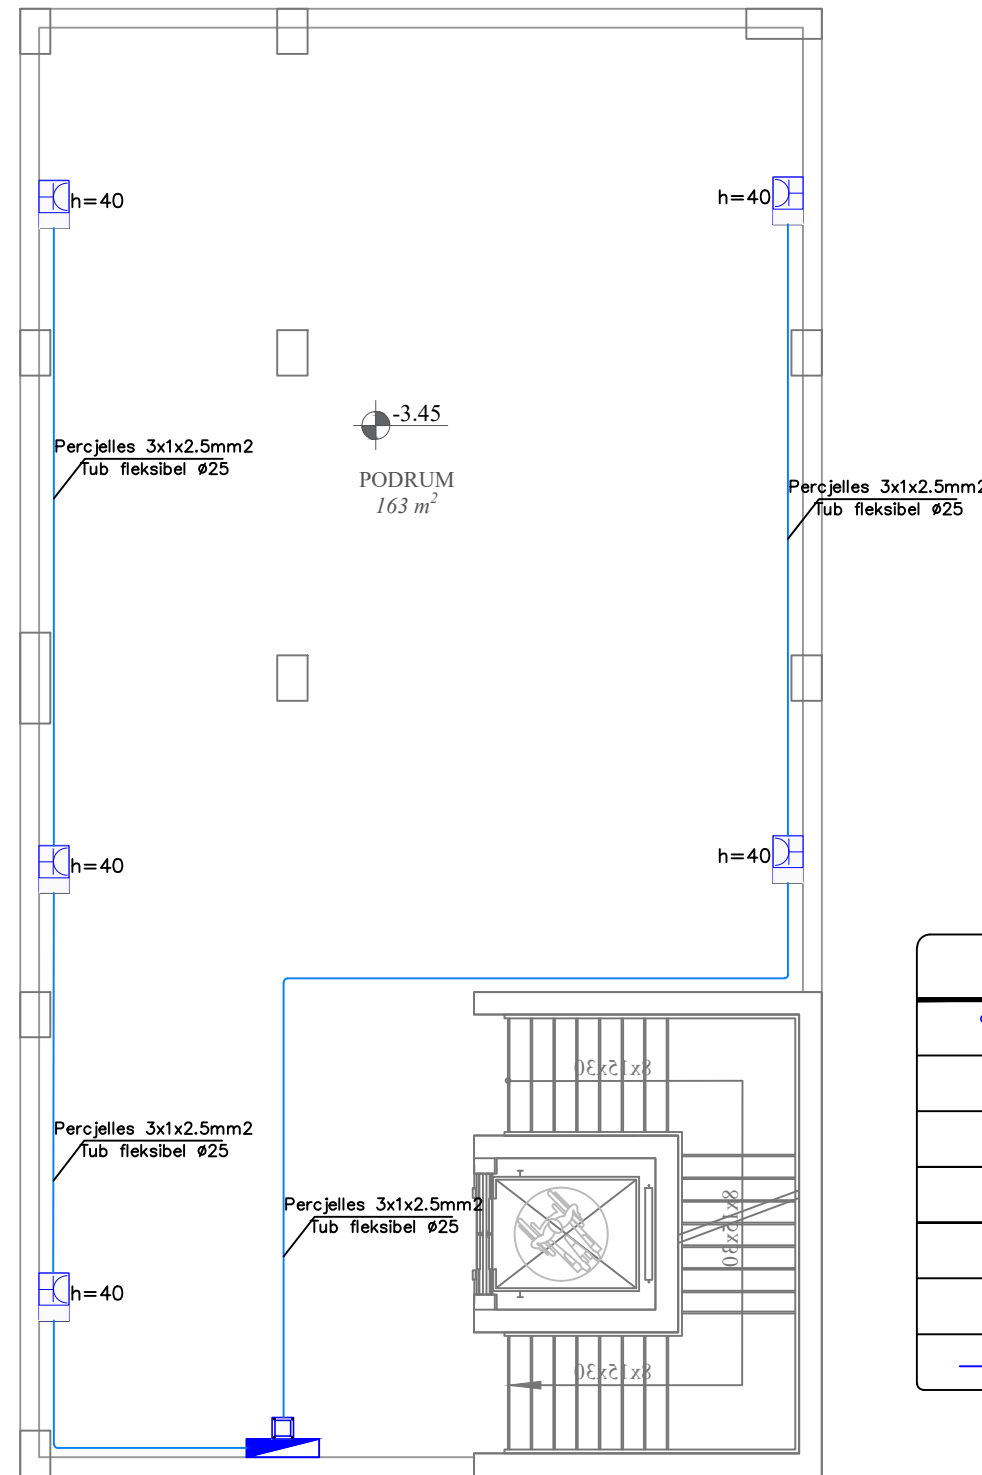 h=40
h=40
-3.45
Percjelles 3x1x2.5mm2
Tub fleksibel ø25
PODRUM
163 m²
Percjelles 3x1x2.5mm2
Tub fleksibel ø25
h=40
h=40
8x15x30
Percjelles 3x1x2.5mm2
Tub fleksibel ø25
8x15x30
Percjelles 3x1x2.5mm2
Tub fleksibel ø25
h=40
8x15x30